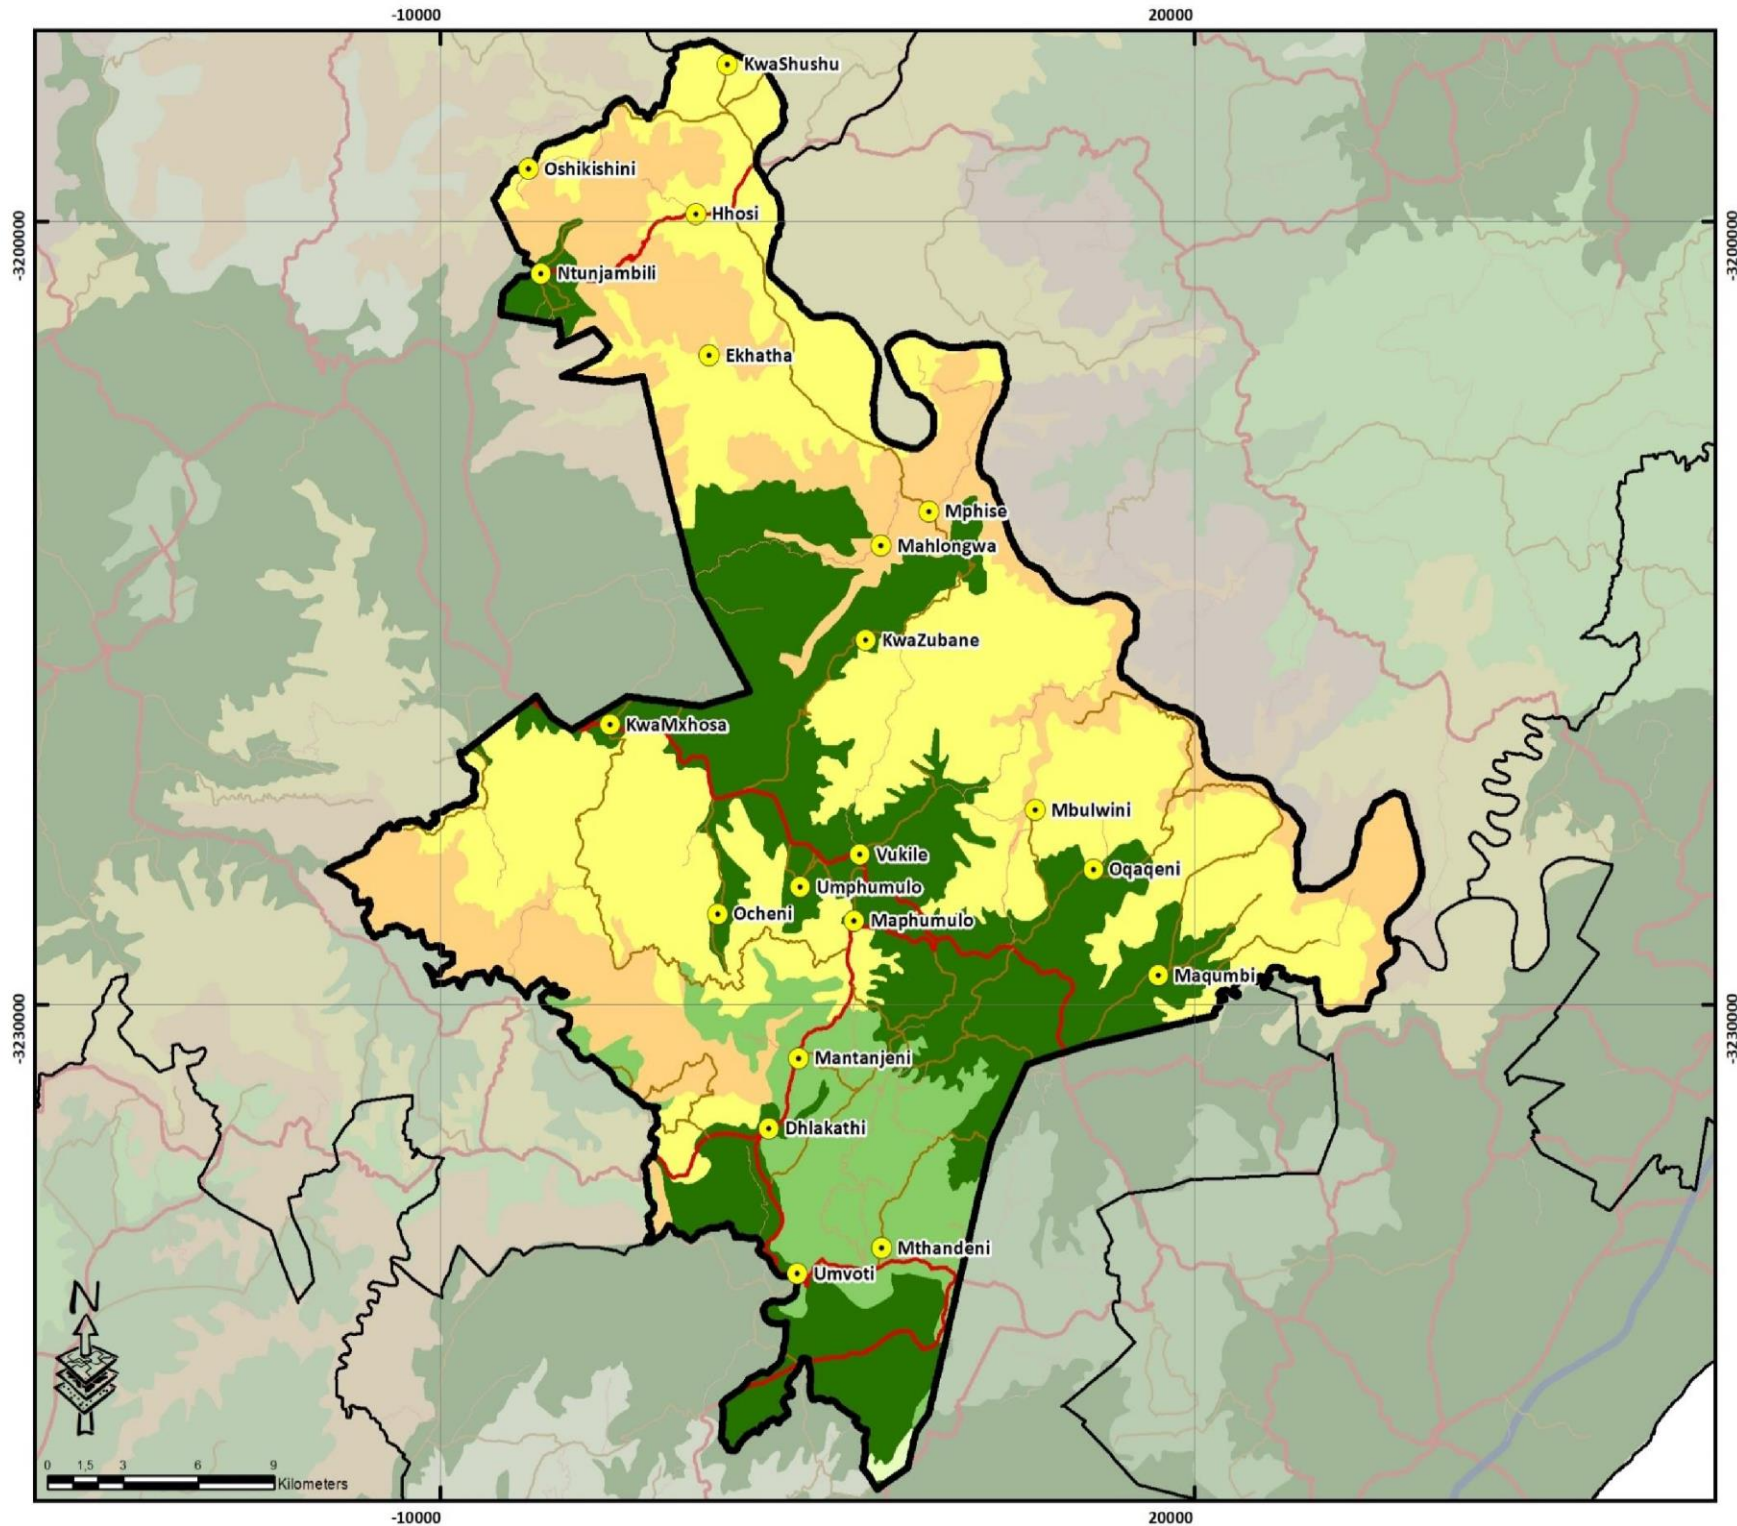 -10000 20000
KwaShushu
Oshikishini
Hhosi
-3200000 -3200000
Ntunjambili
Ekhatha
Mphise
Mahlongwa
KwaZubane
KwaMxhosa
Mbulwini
Vukile
Oqaqeni
Umphumulo
Ocheni
Maphumulo
Maqumbi
-3230000 -3230000
Mantanjeni
Dhlakathi
Mthandeni
Umvoti
N
0 1,5 3 6 9
Kilometers
-10000 20000